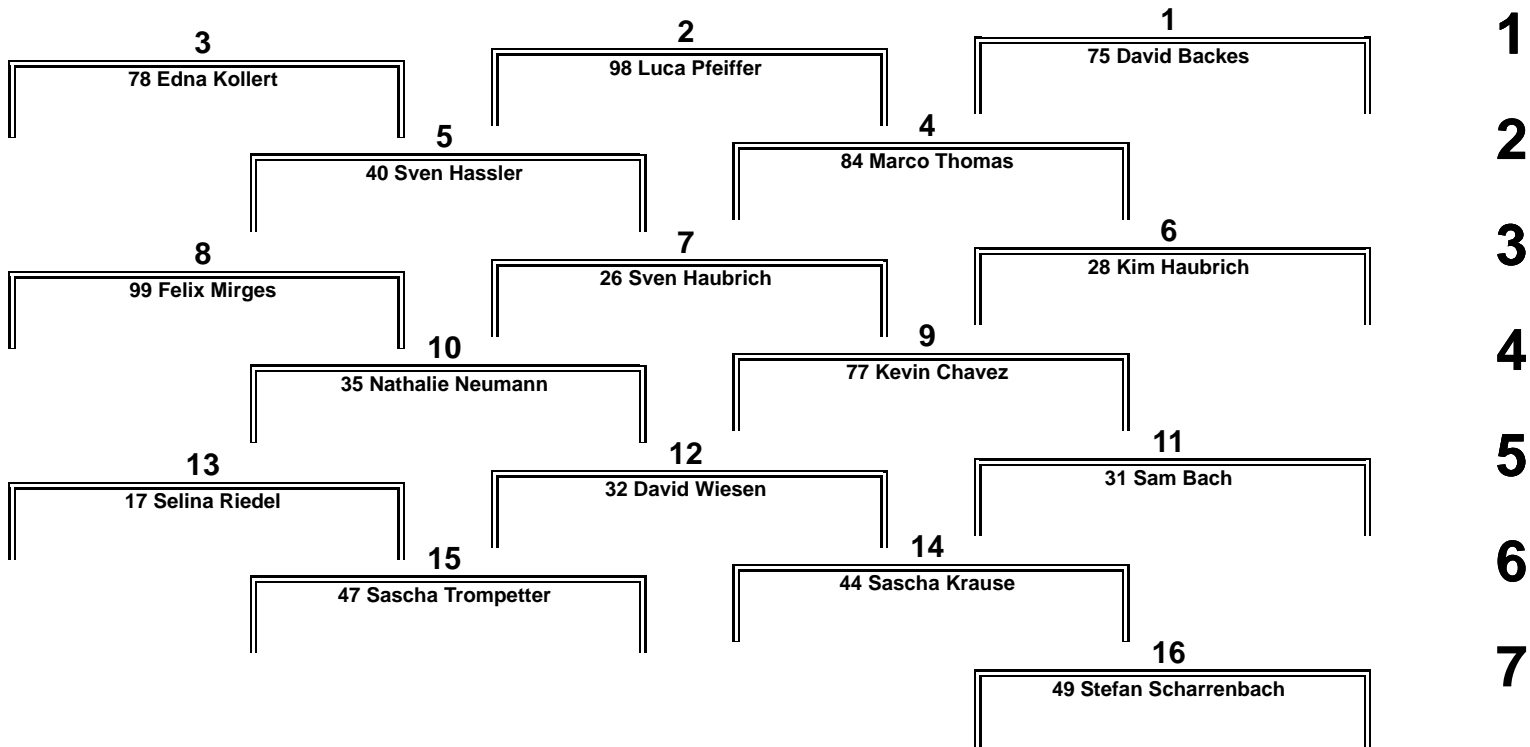 3 2 1 1
78 Edna Kollert 98 Luca Pfeiffer 75 David Backes
5 4 2
40 Sven Hassler 84 Marco Thomas
8 7 6 3
99 Felix Mirges 26 Sven Haubrich 28 Kim Haubrich
10 9 4
35 Nathalie Neumann 77 Kevin Chavez
13 12 11 5
17 Selina Riedel 32 David Wiesen 31 Sam Bach
15 14 6
47 Sascha Trompetter 44 Sascha Krause
16 7
49 Stefan Scharrenbach